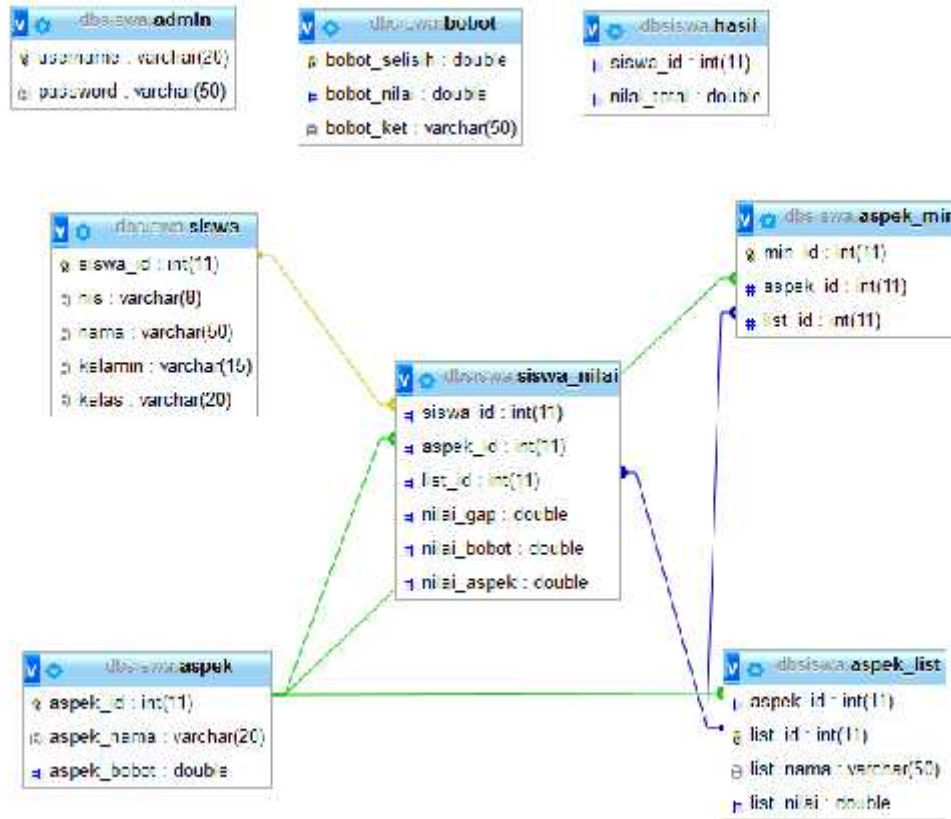 dbsiswa.admin
username : varchar(20)
password : varchar(50)
dbsiswa.bobot
bobot_selisih : double
bobot_nilai : double
bobot_ket : varchar(50)
dbsiswa.hasil
siswa_id : int(11)
nilai_total : double
dbsiswa.siswa
siswa_id : int(11)
nis : varchar(8)
nama : varchar(50)
kelamin : varchar(15)
kelas : varchar(20)
dbsiswa.aspek_min
min_id : int(11)
# aspek_id : int(11)
# list_id : int(11)
dbsiswa.siswa_nilai
siswa_id : int(11)
aspek_id : int(11)
list_id : int(11)
nilai_gap : double
nilai_bobot : double
nilai_aspek : double
dbsiswa.aspek
aspek_id : int(11)
aspek_nama : varchar(20)
aspek_bobot : double
dbsiswa.aspek_list
aspek_id : int(11)
list_id : int(11)
list_nama : varchar(50)
list_nilai : double